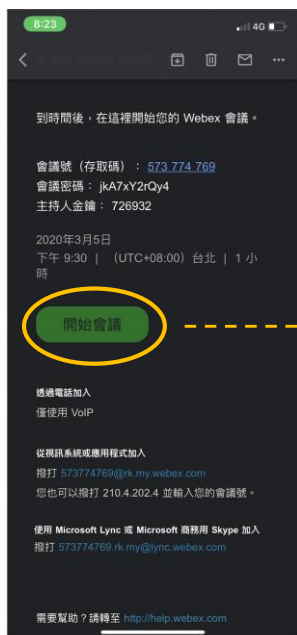 8:23
4G
到時間後，在這裡開始您的 Webex 會議。
會議號（存取碼）： 573 774 769
會議密碼： jkA7xY2rQy4
主持人金鑰： 726932
2020年3月5日
下午 9:30 | （UTC+08:00）台北 | 1 小
時
開始會議
透過電話加入
僅使用 VoIP
從視訊系統或應用程式加入
撥打 573774769@rk.my.webex.com
您也可以撥打 210.4.202.4 並輸入您的會議號。
使用 Microsoft Lync 或 Microsoft 商務用 Skype 加入
撥打 573774769.rk.my@lync.webex.com
需要幫助？請轉至 http://help.webex.com